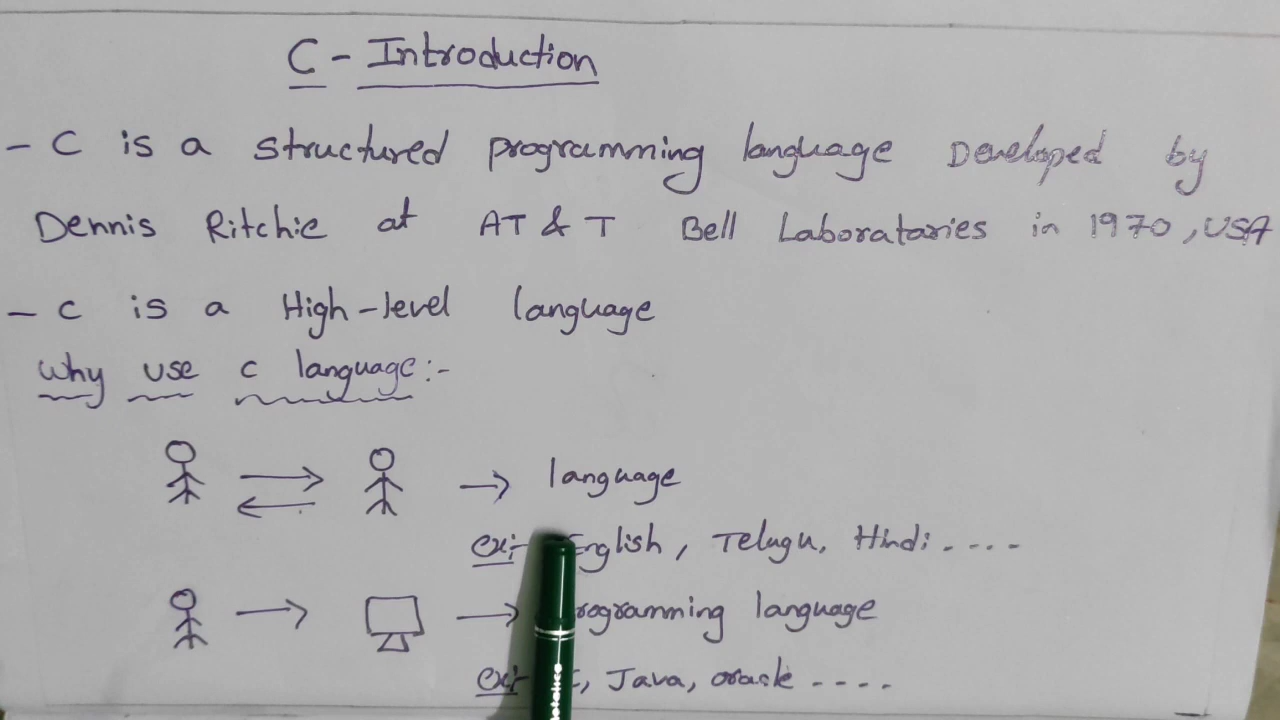 C - Introduction
- C is a structured programming language Developed by
Dennis Ritchie at AT & T Bell Laborataries in 1970, USA
- C is a High-level language
Why use c language:-
→ language
ex:- English, Telugu, Hindi ....
→ rogramming language
ex:- , Java, oracle ....